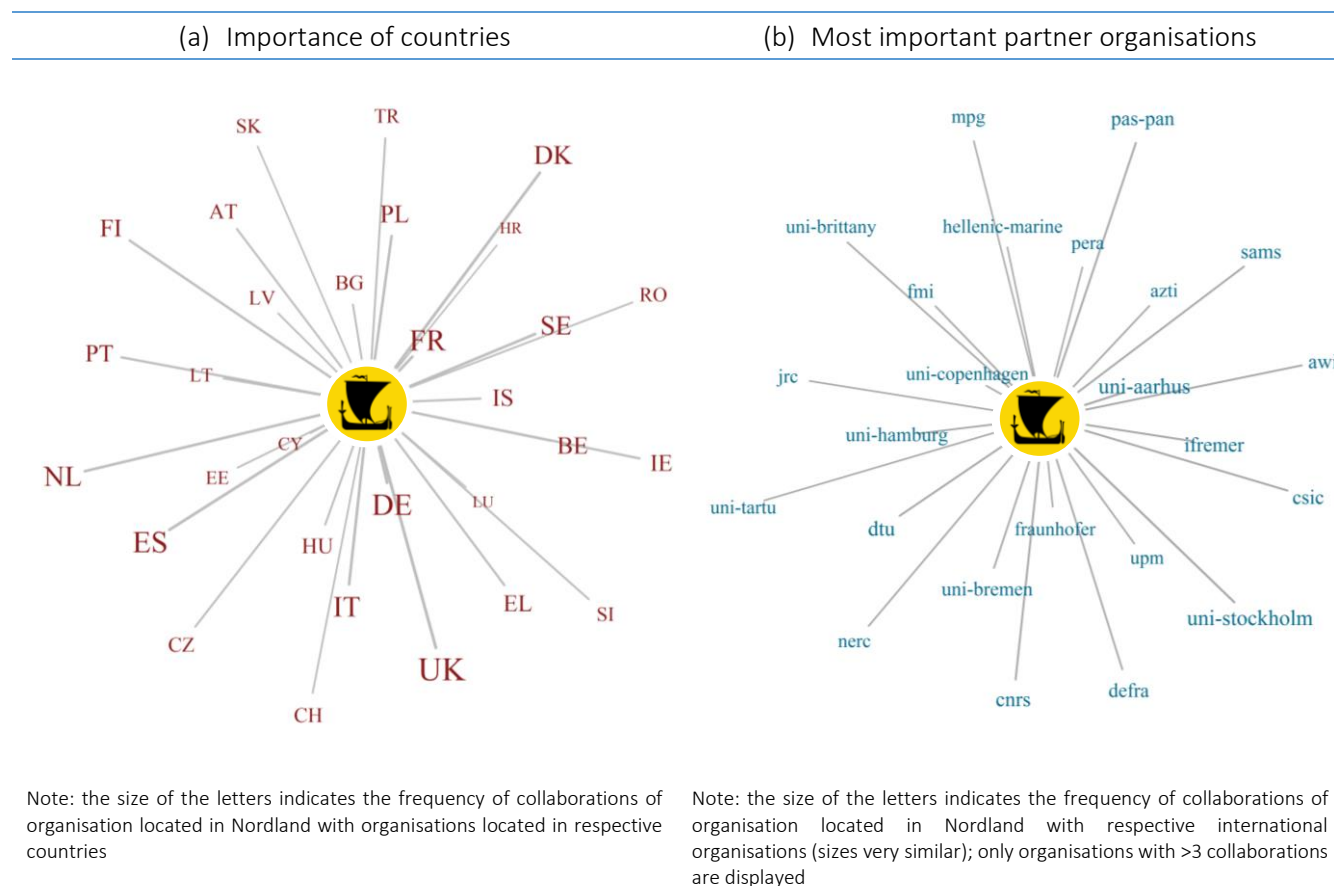 (a) Importance of countries
(b) Most important partner organisations
TR
SK
DK
AT
PL
FI
HR
BG
LV
RO
SE
FR
PT
LT
IS
CY
BE
IE
NL
EE
DE
LU
ES
HU
IT
EL
SI
CZ
UK
CH
mpg
pas-pan
uni-brittany
hellenic-marine
pera
sams
fmi
azti
awi
jrc
uni-copenhagen
uni-aarhus
uni-hamburg
ifremer
csic
uni-tartu
dtu
fraunhofer
upm
uni-bremen
uni-stockholm
nerc
cnrs
defra
Note: the size of the letters indicates the frequency of collaborations of
organisation located in Nordland with organisations located in respective
countries
Note: the size of the letters indicates the frequency of collaborations of
organisation located in Nordland with respective international
organisations (sizes very similar); only organisations with >3 collaborations
are displayed